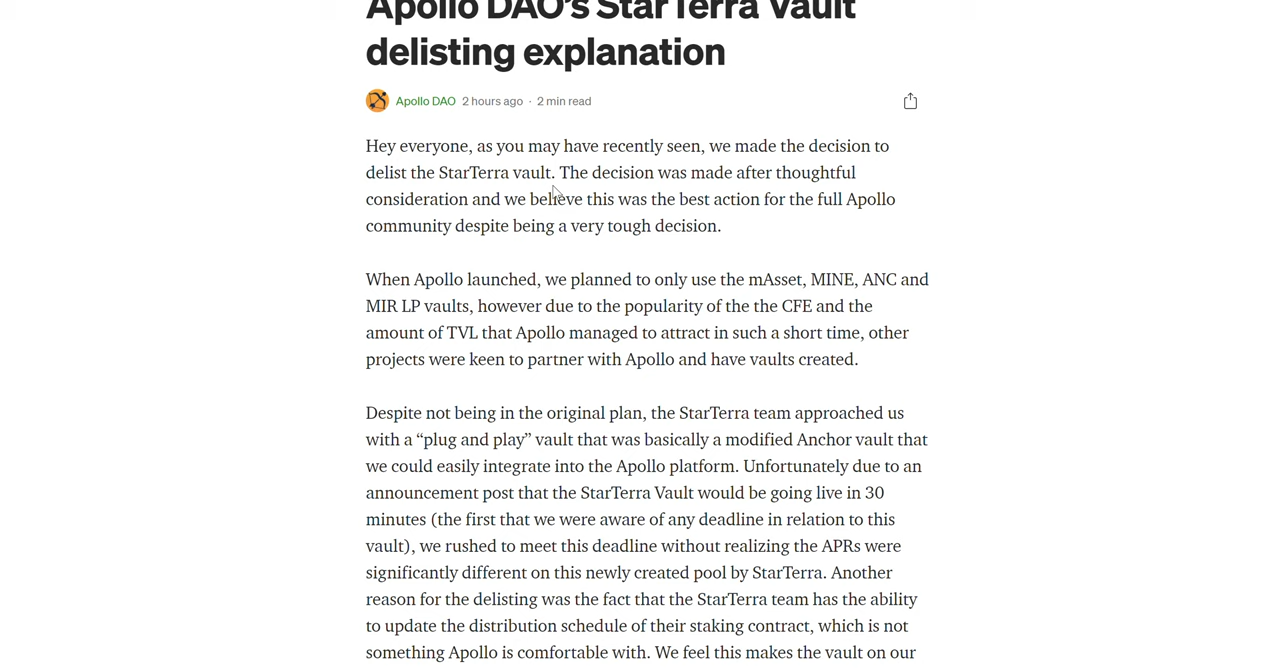 Apollo DAO's StarTerra Vault
delisting explanation
Apollo DAO 2 hours ago · 2 min read
Hey everyone, as you may have recently seen, we made the decision to
delist the StarTerra vault. The decision was made after thoughtful
consideration and we believe this was the best action for the full Apollo
community despite being a very tough decision.
When Apollo launched, we planned to only use the mAsset, MINE, ANC and
MIR LP vaults, however due to the popularity of the the CFE and the
amount of TVL that Apollo managed to attract in such a short time, other
projects were keen to partner with Apollo and have vaults created.
Despite not being in the original plan, the StarTerra team approached us
with a “plug and play” vault that was basically a modified Anchor vault that
we could easily integrate into the Apollo platform. Unfortunately due to an
announcement post that the StarTerra Vault would be going live in 30
minutes (the first that we were aware of any deadline in relation to this
vault), we rushed to meet this deadline without realizing the APRs were
significantly different on this newly created pool by StarTerra. Another
reason for the delisting was the fact that the StarTerra team has the ability
to update the distribution schedule of their staking contract, which is not
something Apollo is comfortable with. We feel this makes the vault on our